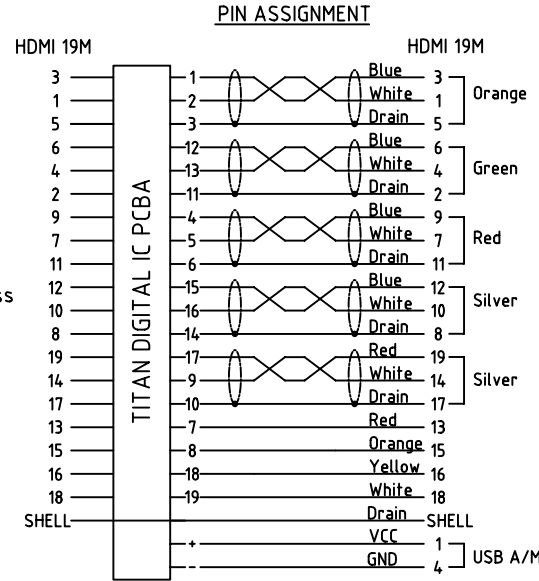 PIN ASSIGNMENT
HDMI 19M HDMI 19M
3 1 Blue 3
1 2 White 1 Orange
5 3 Drain 5
6 12 Blue 6
4 13 White 4 Green
2 11 Drain 2
9 4 Blue 9
7 5 White 7 Red
11 6 Drain 11
12 15 Blue 12
ss 10 16 White 10 Silver
8 14 Drain 8
19 17 Red 19
14 9 White 14 Silver
17 10 Drain 17
13 7 Red 13
15 8 Orange 15
16 18 Yellow 16
18 19 White 18
SHELL Drain SHELL
+ VCC 1
- GND 4 USB A/M
TITAN DIGITAL IC PCBA